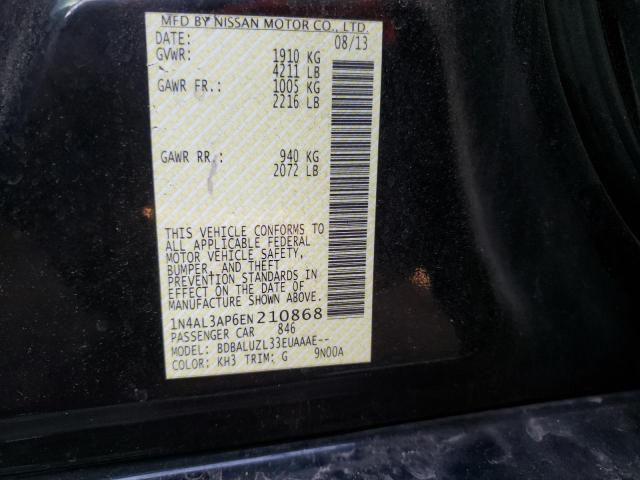 MFD BY NISSAN MOTOR CO., LTD.
DATE: 08/13
GVWR: 1910 KG
4211 LB
GAWR FR.: 1005 KG
2216 LB
GAWR RR.: 940 KG
2072 LB
THIS VEHICLE CONFORMS TO
ALL APPLICABLE FEDERAL
MOTOR VEHICLE SAFETY,
BUMPER, AND THEFT
PREVENTION STANDARDS IN
EFFECT ON THE DATE OF
MANUFACTURE SHOWN ABOVE.
1N4AL3AP6EN210868
PASSENGER CAR 846
MODEL: BDBALUZL33EUAAAE--
COLOR: KH3 TRIM: G 9N00A